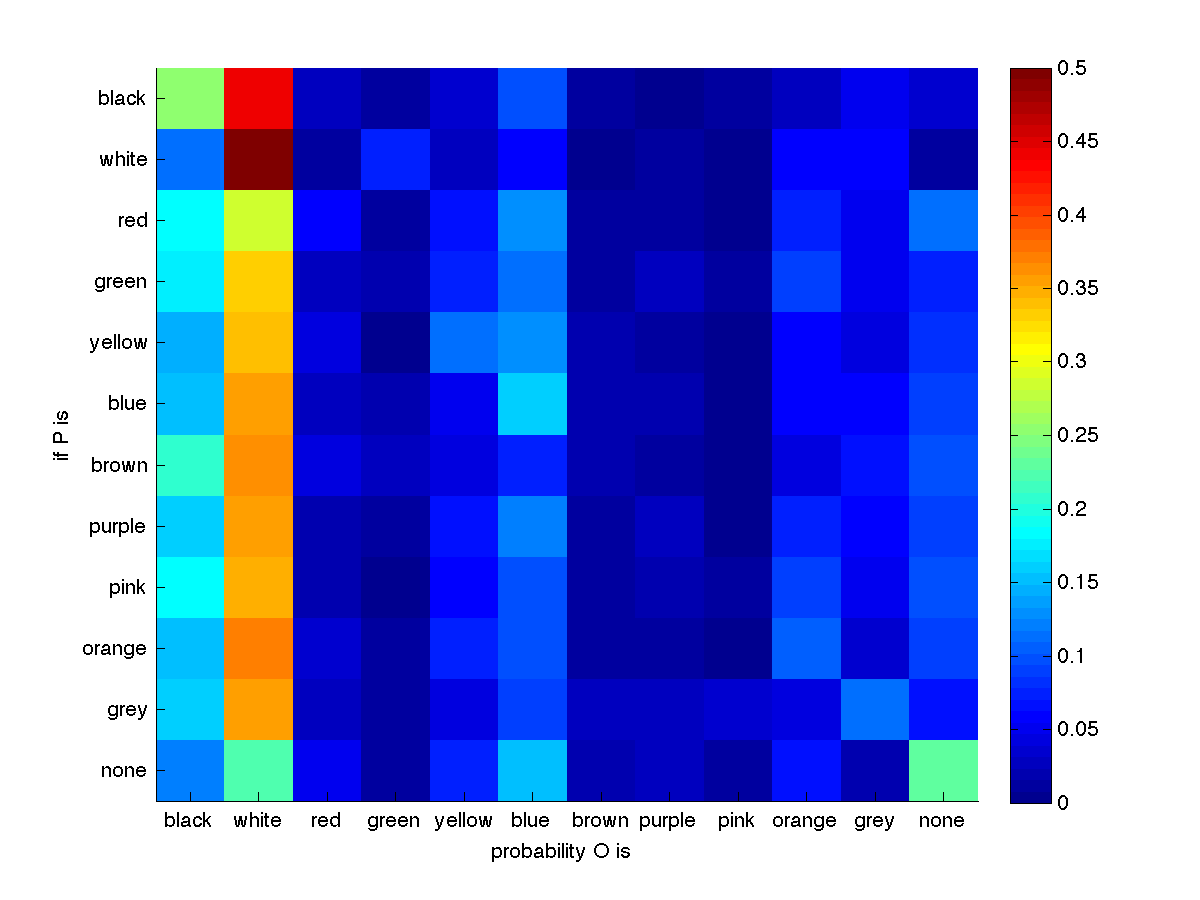 black
white
red
green
yellow
blue
brown
purple
pink
orange
grey
none
if P is
black white red green yellow blue brown purple pink orange grey none
probability O is
0.5
0.45
0.4
0.35
0.3
0.25
0.2
0.15
0.1
0.05
0